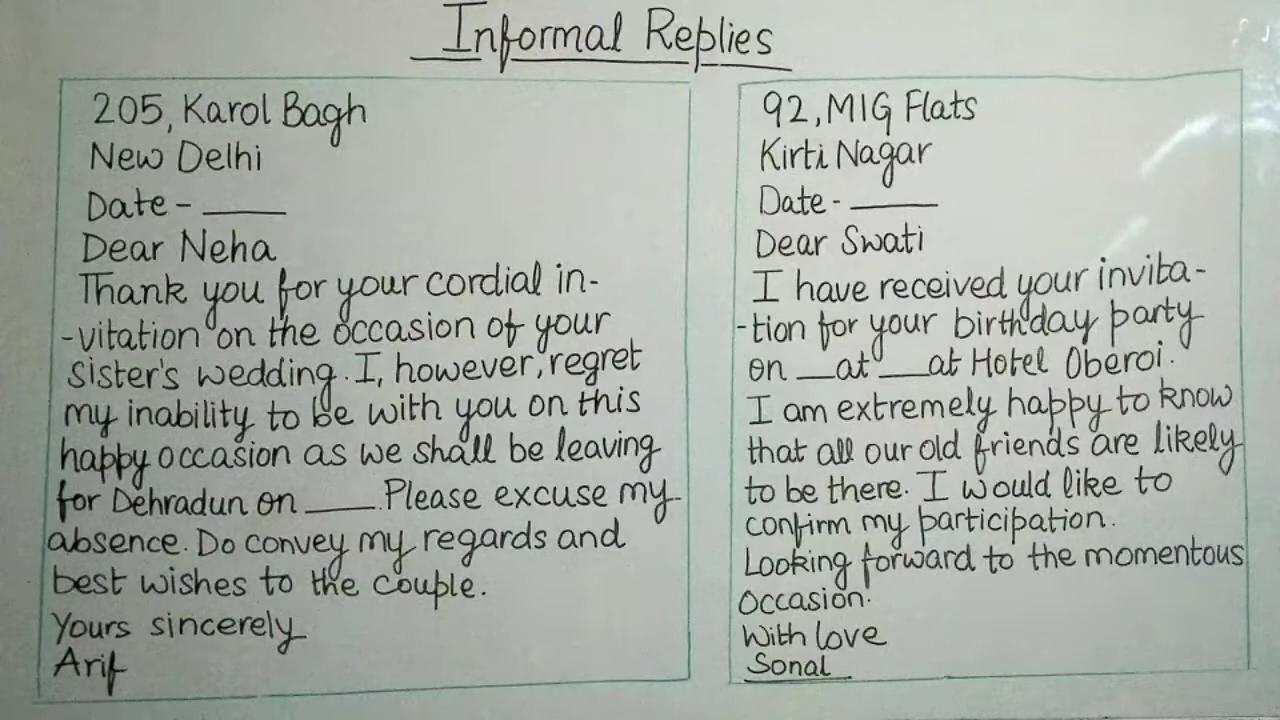 Informal Replies
205, Karol Bagh
New Delhi
Date - ____
Dear Neha
Thank you for your cordial in-
-vitation on the occasion of your
sister's wedding. I, however, regret
my inability to be with you on this
happy occasion as we shall be leaving
for Dehradun on ____. Please excuse my
absence. Do convey my regards and
best wishes to the couple.
Yours sincerely
Arif
92, MIG Flats
Kirti Nagar
Date - ____
Dear Swati
I have received your invita-
-tion for your birthday party
on __at __at Hotel Oberoi.
I am extremely happy to know
that all our old friends are likely
to be there. I would like to
confirm my participation.
Looking forward to the momentous
occasion.
With love
Sonal